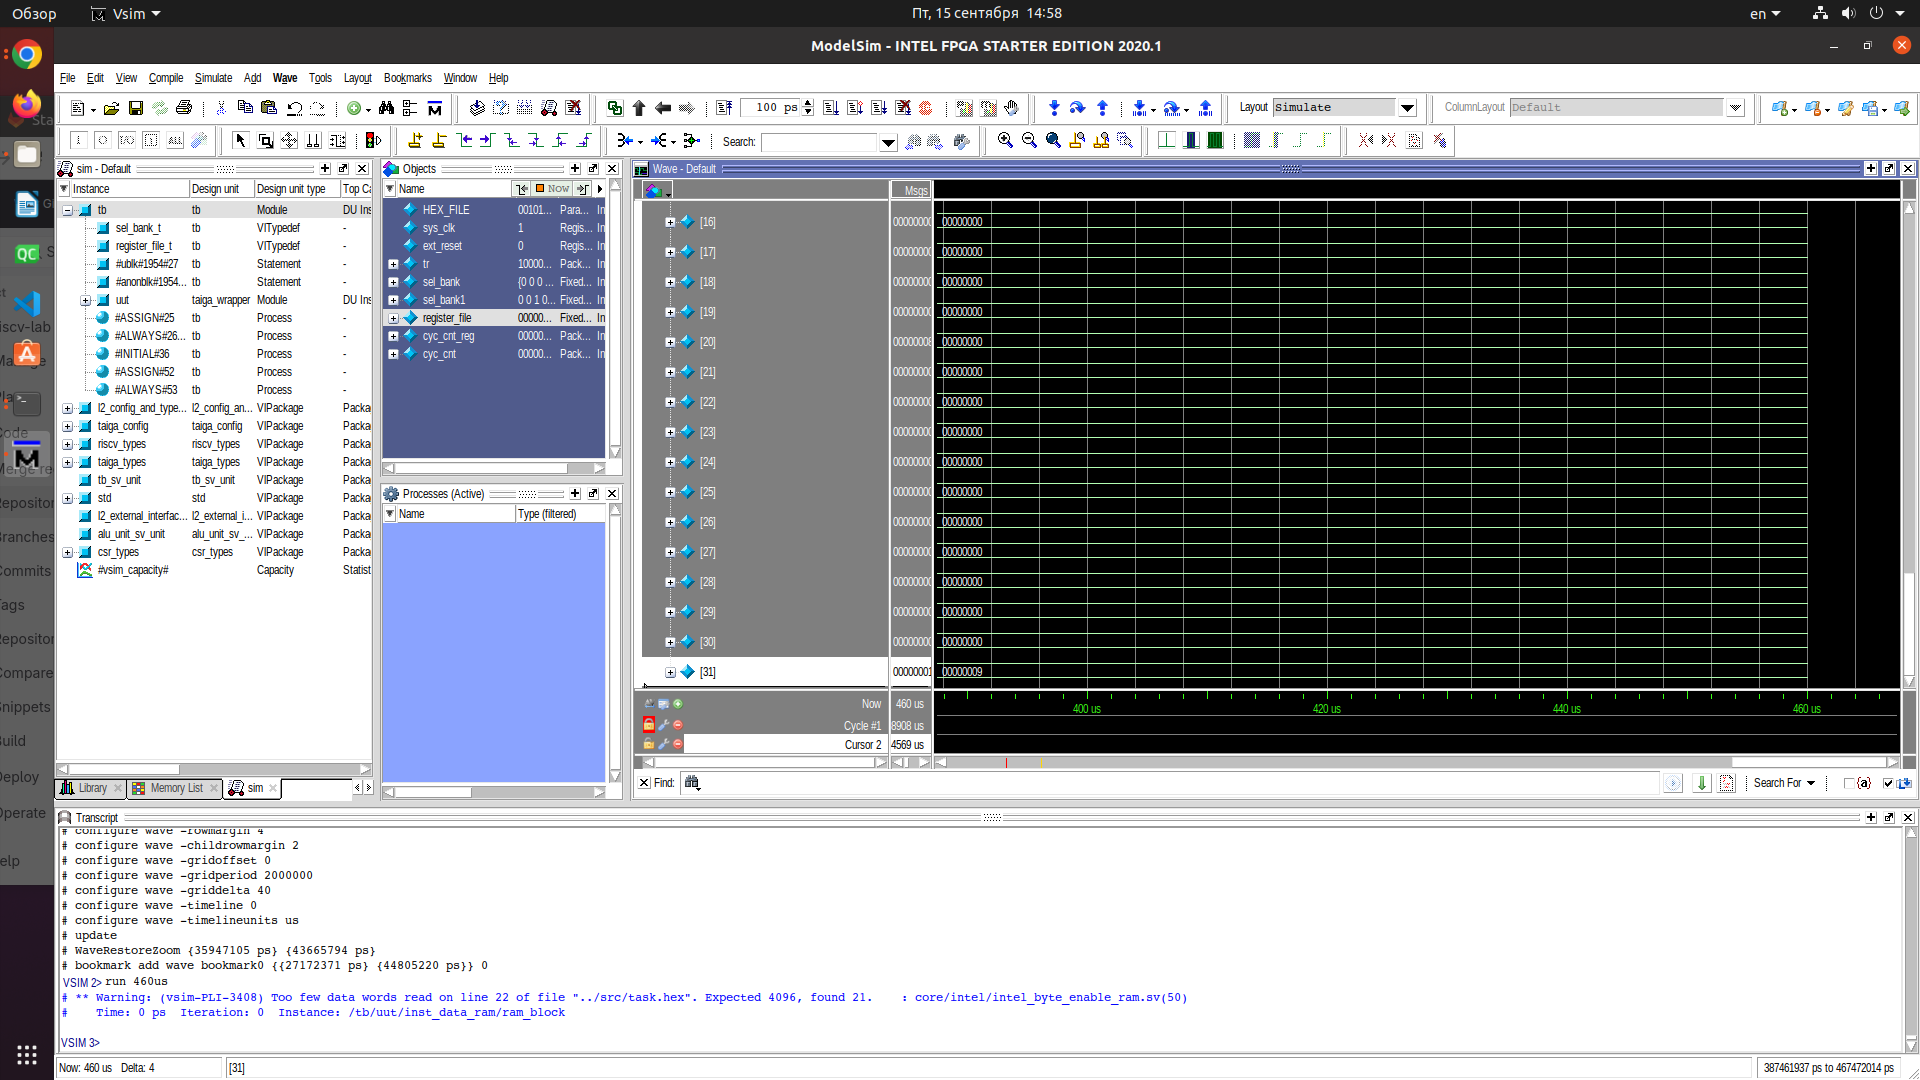 Обзор Vsim Пт, 15 сентября 14:58 en
ModelSim - INTEL FPGA STARTER EDITION 2020.1
File Edit View Compile Simulate Add Wave Tools Layout Bookmarks Window Help
100 ps Layout Simulate ColumnLayout Default
Search:
sim - Default
Instance Design unit Design unit type Top Ca
tb tb Module DU Ins
sel_bank_t tb VlTypedef -
register_file_t tb VlTypedef -
#ublk#1954#27 tb Statement -
#anonblk#1954... tb Statement -
uut taiga_wrapper Module DU Ins
#ASSIGN#25 tb Process -
#ALWAYS#26... tb Process -
#INITIAL#36 tb Process -
#ASSIGN#52 tb Process -
#ALWAYS#53 tb Process -
l2_config_and_type... l2_config_an... VIPackage Packa
taiga_config taiga_config VIPackage Packa
riscv_types riscv_types VIPackage Packa
taiga_types taiga_types VIPackage Packa
tb_sv_unit tb_sv_unit VIPackage Packa
std std VIPackage Packa
l2_external_interfac... l2_external_i... VIPackage Packa
alu_unit_sv_unit alu_unit_sv_... VIPackage Packa
csr_types csr_types VIPackage Packa
#vsim_capacity# Capacity Statist
Library Memory List sim
Objects
Name Now
HEX_FILE 00101... Para... In
sys_clk 1 Regis... In
ext_reset 0 Regis... In
tr 10000... Pack... In
sel_bank {0 0 0 ... Fixed... In
sel_bank1 0 0 1 0... Fixed... In
register_file 00000... Fixed... In
cyc_cnt_reg 00000... Pack... In
cyc_cnt 00000... Pack... In
Processes (Active)
Name Type (filtered)
Wave - Default
Msgs
[16] 00000000 00000000
[17] 00000000 00000000
[18] 00000000 00000000
[19] 00000000 00000000
[20] 00000008 00000000
[21] 00000000 00000000
[22] 00000000 00000000
[23] 00000000 00000000
[24] 00000000 00000000
[25] 00000000 00000000
[26] 00000000 00000000
[27] 00000000 00000000
[28] 00000000 00000000
[29] 00000000 00000000
[30] 00000000 00000000
[31] 00000001 00000009
Now 460 us 400 us 420 us 440 us 460 us
Cycle #1 8908 us
Cursor 2 4569 us
Find: Search For
Transcript
# configure wave -rowmargin 4
# configure wave -childrowmargin 2
# configure wave -gridoffset 0
# configure wave -gridperiod 2000000
# configure wave -griddelta 40
# configure wave -timeline 0
# configure wave -timelineunits us
# update
# WaveRestoreZoom {35947105 ps} {43665794 ps}
# bookmark add wave bookmark0 {{27172371 ps} {44805220 ps}} 0
VSIM 2> run 460us
# ** Warning: (vsim-PLI-3408) Too few data words read on line 22 of file "../src/task.hex". Expected 4096, found 21. : core/intel/intel_byte_enable_ram.sv(50)
# Time: 0 ps Iteration: 0 Instance: /tb/uut/inst_data_ram/ram_block
VSIM 3>
Now: 460 us Delta: 4 [31] 387461937 ps to 467472014 ps